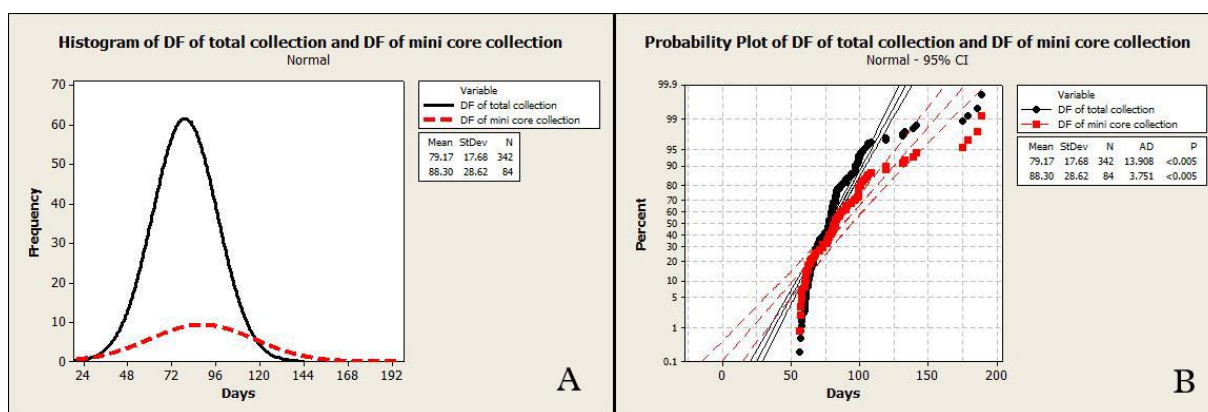 Histogram of DF of total collection and DF of mini core collection
Normal
Variable
DF of total collection
DF of mini core collection
Mean StDev N
79.17 17.68 342
88.30 28.62 84
Frequency
70
60
50
40
30
20
10
0
24 48 72 96 120 144 168 192
Days
A
Probability Plot of DF of total collection and DF of mini core collection
Normal - 95% CI
Variable
DF of total collection
DF of mini core collection
Mean StDev N AD P
79.17 17.68 342 13.908 <0.005
88.30 28.62 84 3.751 <0.005
Percent
99.9
99
95
90
80
70
60
50
40
30
20
10
5
1
0.1
0 50 100 150 200
Days
B